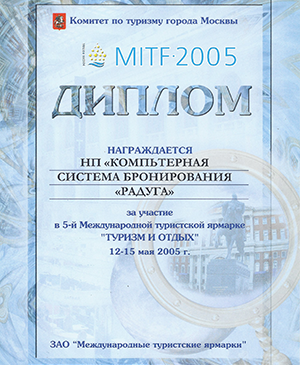 Комитет по туризму города Москвы
MITF·2005
ДИПЛОМ
НАГРАЖДАЕТСЯ
НП «КОМПЬТЕРНАЯ
СИСТЕМА БРОНИРОВАНИЯ
«РАДУГА»
за участие
в 5-й Международной туристской ярмарке
"ТУРИЗМ И ОТДЫХ"
12-15 мая 2005 г.
ЗАО "Международные туристские ярмарки"